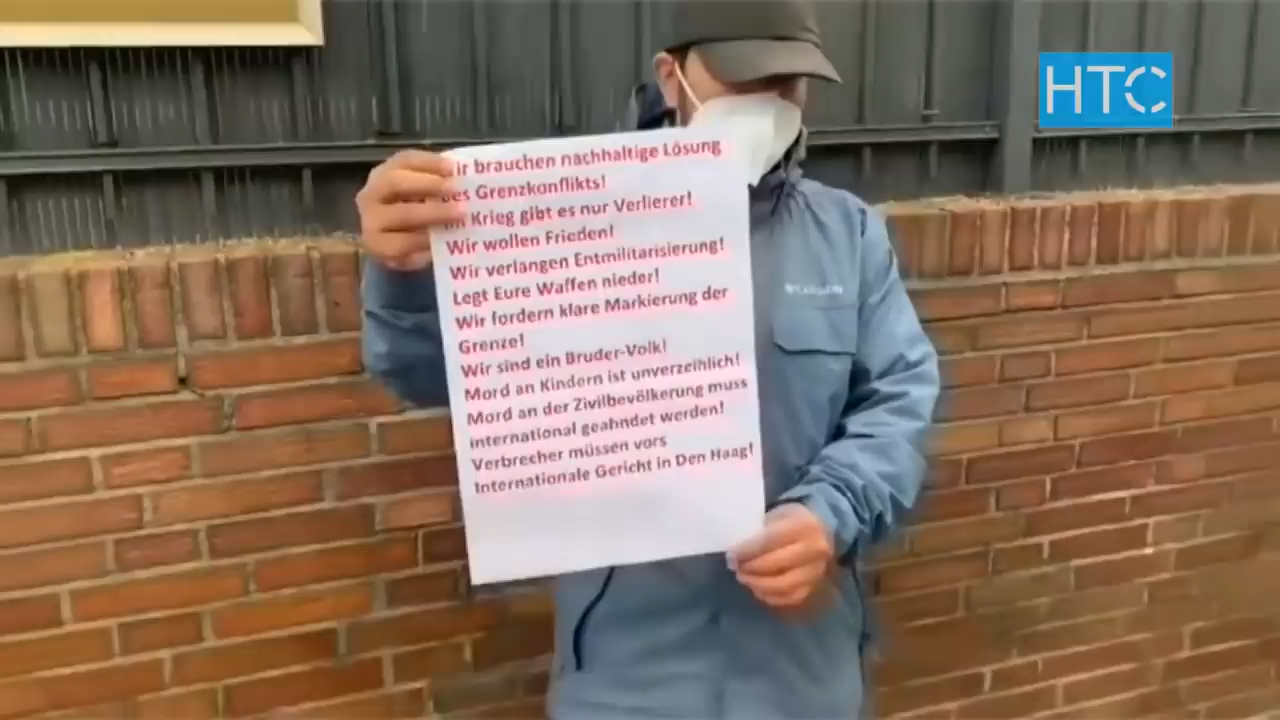 HTC
ir brauchen nachhaltige Lösung
des Grenzkonflikts!
Im Krieg gibt es nur Verlierer!
Wir wollen Frieden!
Wir verlangen Entmilitarisierung!
Legt Eure Waffen nieder!
Wir fordern klare Markierung der
Grenze!
Wir sind ein Bruder-Volk!
Mord an Kindern ist unverzeihlich!
Mord an der Zivilbevölkerung muss
international geahndet werden!
Verbrecher müssen vors
Internationale Gericht in Den Haag!